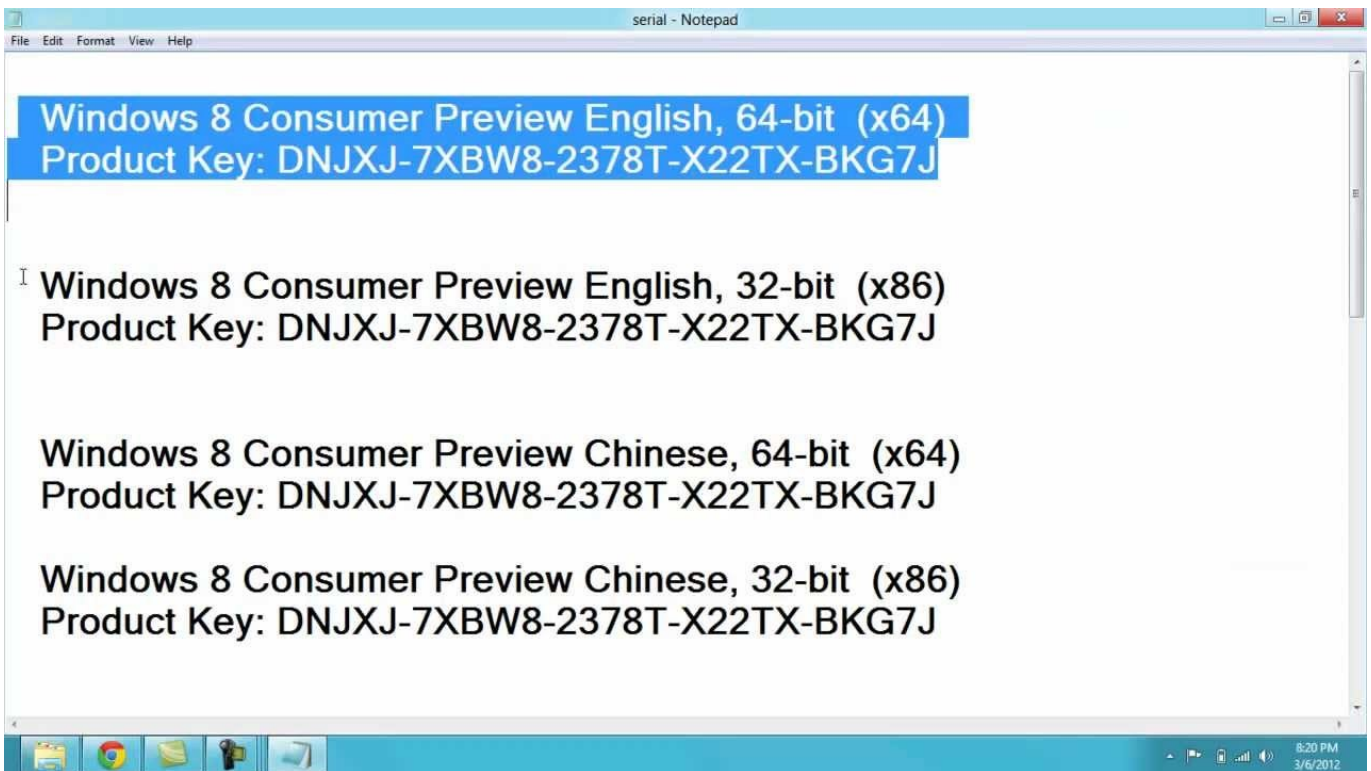 serial - Notepad
File Edit Format View Help
Windows 8 Consumer Preview English, 64-bit (x64)
Product Key: DNJXJ-7XBW8-2378T-X22TX-BKG7J
Windows 8 Consumer Preview English, 32-bit (x86)
Product Key: DNJXJ-7XBW8-2378T-X22TX-BKG7J
Windows 8 Consumer Preview Chinese, 64-bit (x64)
Product Key: DNJXJ-7XBW8-2378T-X22TX-BKG7J
Windows 8 Consumer Preview Chinese, 32-bit (x86)
Product Key: DNJXJ-7XBW8-2378T-X22TX-BKG7J
8:20 PM
3/6/2012